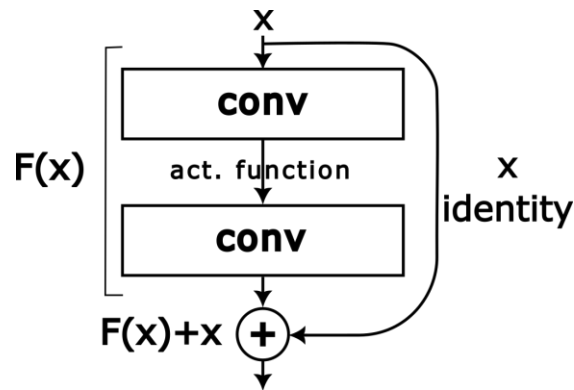 x
conv
F(x)
act. function
x
identity
conv
F(x)+x
+